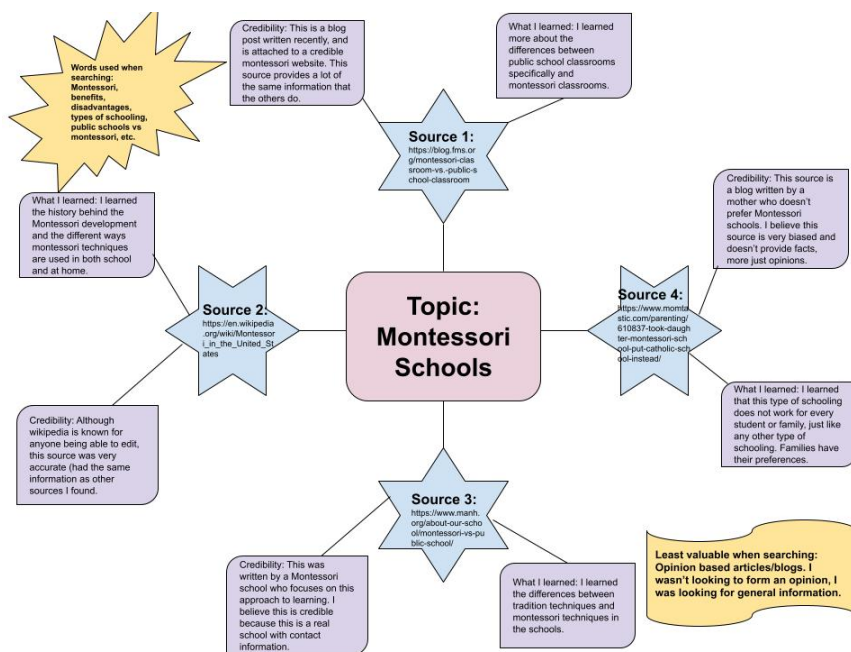 Credibility: This is a blog
post written recently, and
is attached to a credible
montessori website. This
source provides a lot of
the same information that
the others do.
What I learned: I learned
more about the
differences between
public school classrooms
specifically and
montessori classrooms.
Words used when
searching:
Montessori,
benefits,
disadvantages,
types of schooling,
public schools vs
montessori, etc.
Source 1:
https://blog.fms.or
g/montessori-clas
sroom-vs.-public-s
chool-classroom
What I learned: I learned
the history behind the
Montessori development
and the different ways
montessori techniques
are used in both school
and at home.
Credibility: This source is
a blog written by a
mother who doesn't
prefer Montessori
schools. I believe this
source is very biased and
doesn't provide facts,
more just opinions.
Source 2:
https://en.wikipedia
.org/wiki/Montessor
i_in_the_United_St
ates
Topic:
Montessori
Schools
Source 4:
https://www.momt
astic.com/parenting/
610837-took-daugh
ter-montessori-sch
ool-put-catholic-sch
ool-instead/
Credibility: Although
wikipedia is known for
anyone being able to edit,
this source was very
accurate (had the same
information as other
sources I found.
What I learned: I learned
that this type of schooling
does not work for every
student or family, just like
any other type of
schooling. Families have
their preferences.
Source 3:
https://www.manh.
org/about-our-scho
ol/montessori-vs-pu
blic-school/
Credibility: This was
written by a Montessori
school who focuses on this
approach to learning. I
believe this is credible
because this is a real
school with contact
information.
What I learned: I learned
the differences between
tradition techniques and
montessori techniques in
the schools.
Least valuable when searching:
Opinion based articles/blogs. I
wasn't looking to form an opinion, I
was looking for general information.